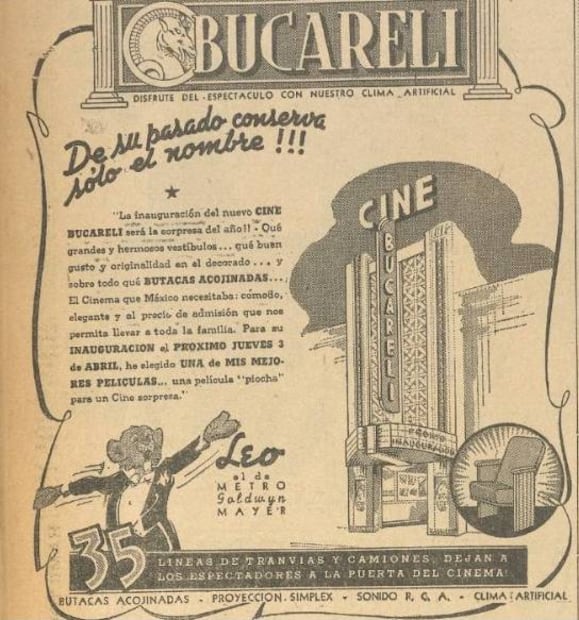 BUCARELI
DISFRUTE DEL ESPECTACULO CON NUESTRO CLIMA ARTIFICIAL
De su pasado conserva
sólo el nombre !!!
"La inauguración del nuevo CINE
BUCARELI será la sorpresa del año!! - Qué
grandes y hermosos vestíbulos... qué buen
gusto y originalidad en el decorado... y
sobre todo qué BUTACAS ACOJINADAS...
El Cinema que México necesitaba: cómodo,
elegante y al precio de admisión que nos
permita llevar a toda la familia. Para su
INAUGURACION el PROXIMO JUEVES 3
de ABRIL, he elegido UNA de MIS MEJO-
RES PELICULAS... una película "piocha"
para un Cine sorpresa."
CINE
BUCARELI
PROXIMO
INAUGURACION
Leo
el de
METRO
Goldwyn
MAYER
35 LINEAS DE TRANVIAS Y CAMIONES, DEJAN A
LOS ESPECTADORES A LA PUERTA DEL CINEMA!
BUTACAS ACOJINADAS - PROYECCION SIMPLEX - SONIDO R. C. A. - CLIMA ARTIFICIAL